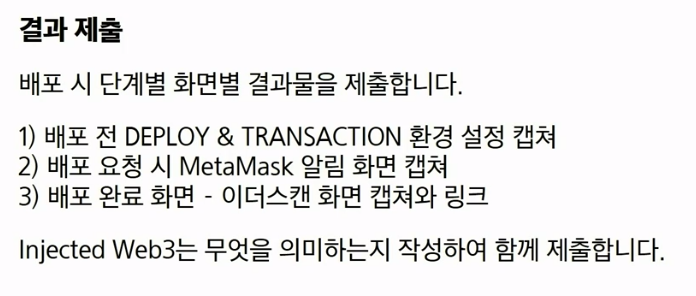 결과 제출
배포 시 단계별 화면별 결과물을 제출합니다.
1) 배포 전 DEPLOY & TRANSACTION 환경 설정 캡쳐
2) 배포 요청 시 MetaMask 알림 화면 캡쳐
3) 배포 완료 화면 - 이더스캔 화면 캡쳐와 링크
Injected Web3는 무엇을 의미하는지 작성하여 함께 제출합니다.